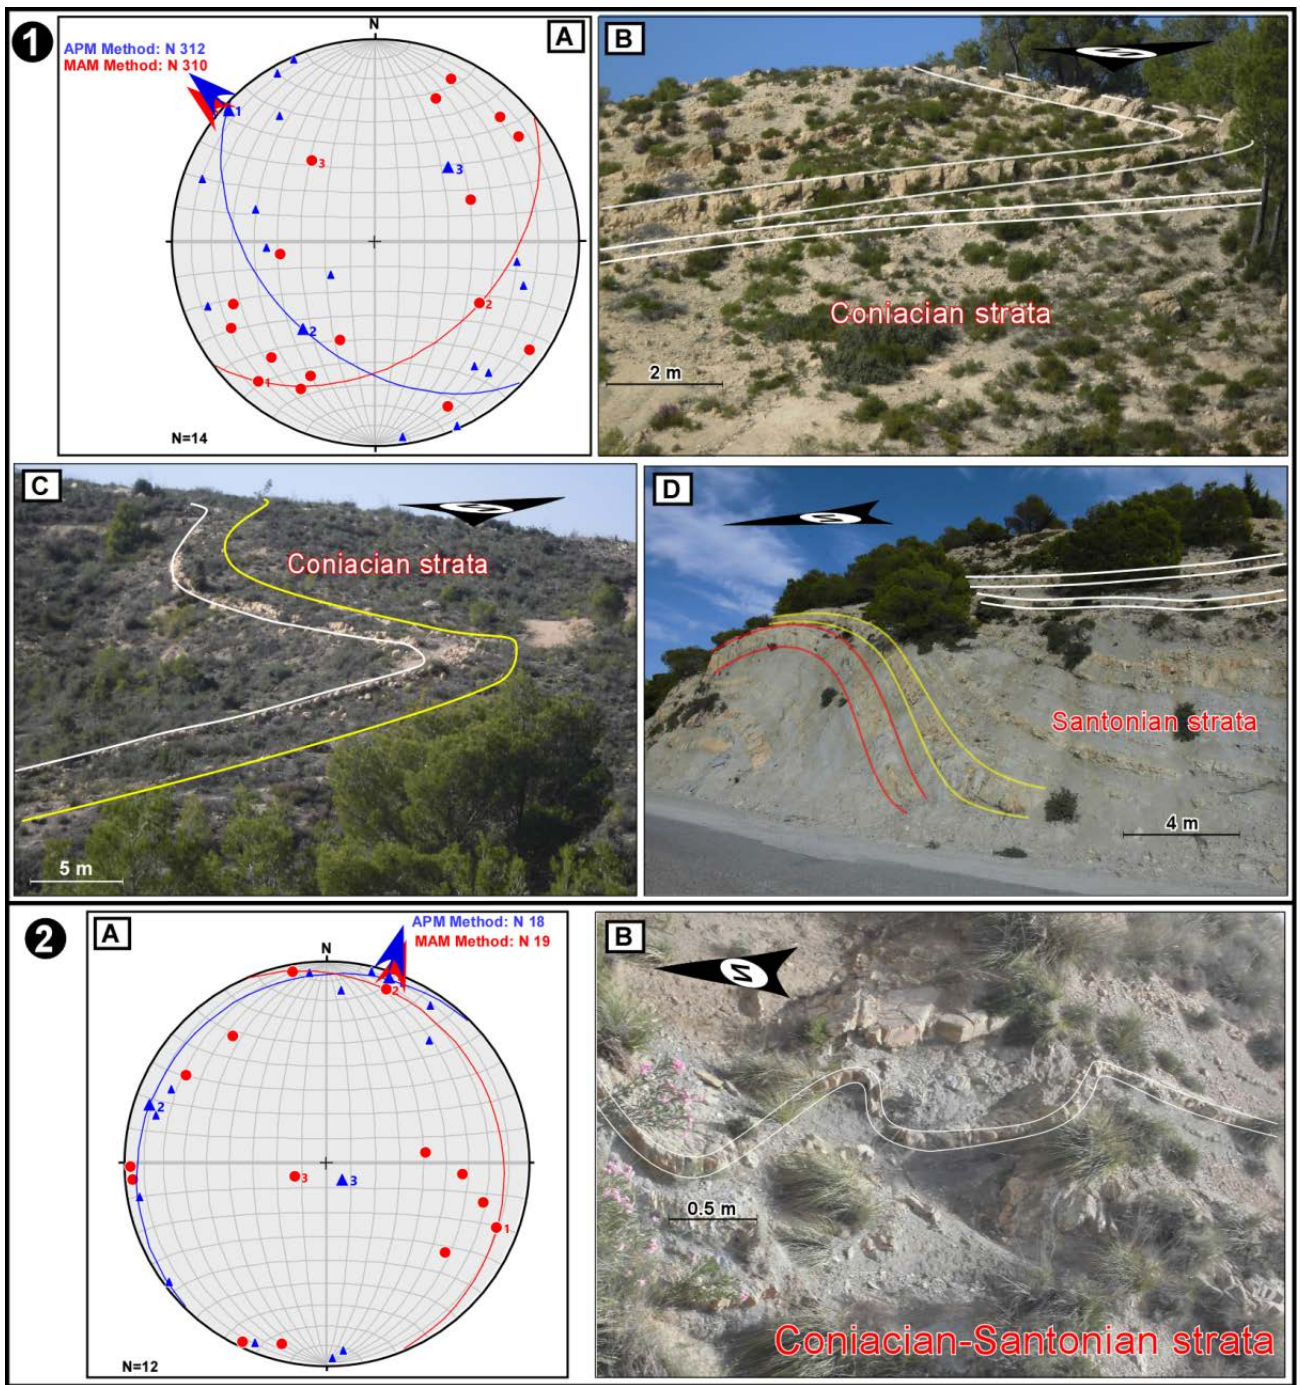 1
A
N
APM Method: N 312
MAM Method: N 310
1
3
3
2
2
1
N=14
B
N
Coniacian strata
2 m
C
N
Coniacian strata
5 m
D
N
Santonian strata
4 m
2
A
APM Method: N 18
MAM Method: N 19
N
2
2
3
3
1
N=12
B
N
0.5 m
Coniacian-Santonian strata